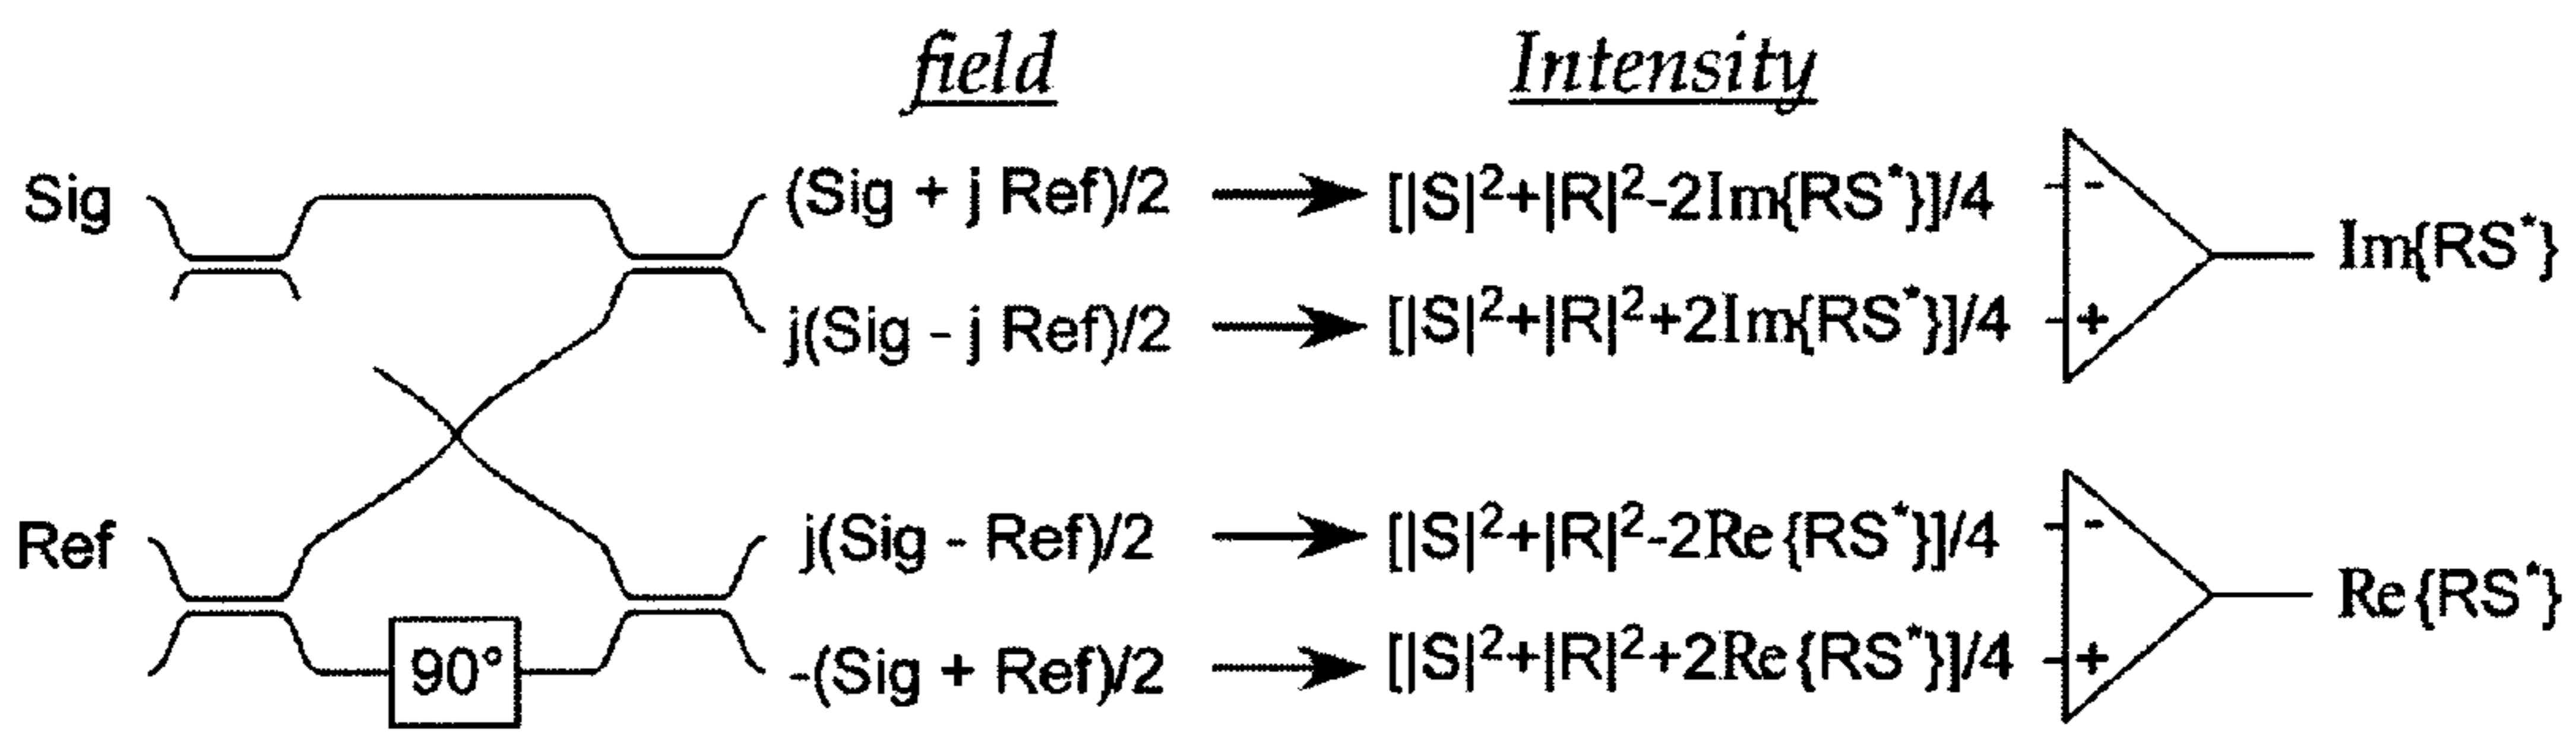 field Intensity
Sig (Sig + j Ref)/2 [|S|²+|R|²-2Im{RS*}]/4 -
Im{RS*}
j(Sig - j Ref)/2 [|S|²+|R|²+2Im{RS*}]/4 +
Ref j(Sig - Ref)/2 [|S|²+|R|²-2Re{RS*}]/4 -
Re{RS*}
90° -(Sig + Ref)/2 [|S|²+|R|²+2Re{RS*}]/4 +